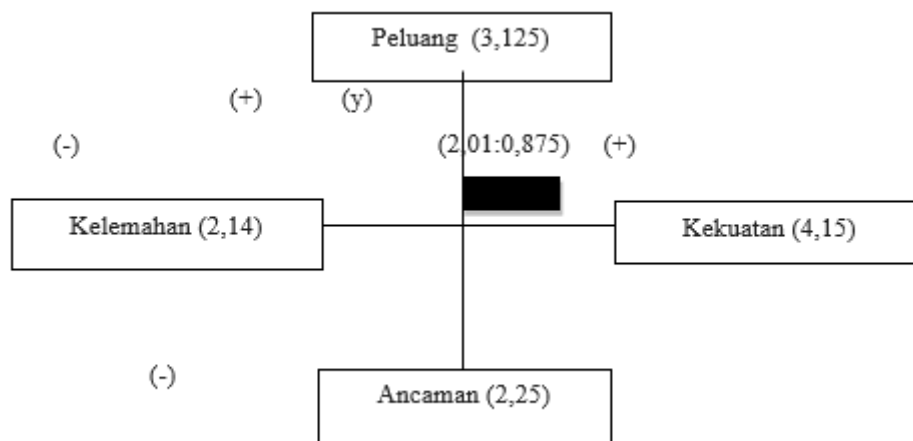 Peluang (3,125)
(+) (y)
(-) (2,01:0,875) (+)
Kelemahan (2,14) Kekuatan (4,15)
(-)
Ancaman (2,25)